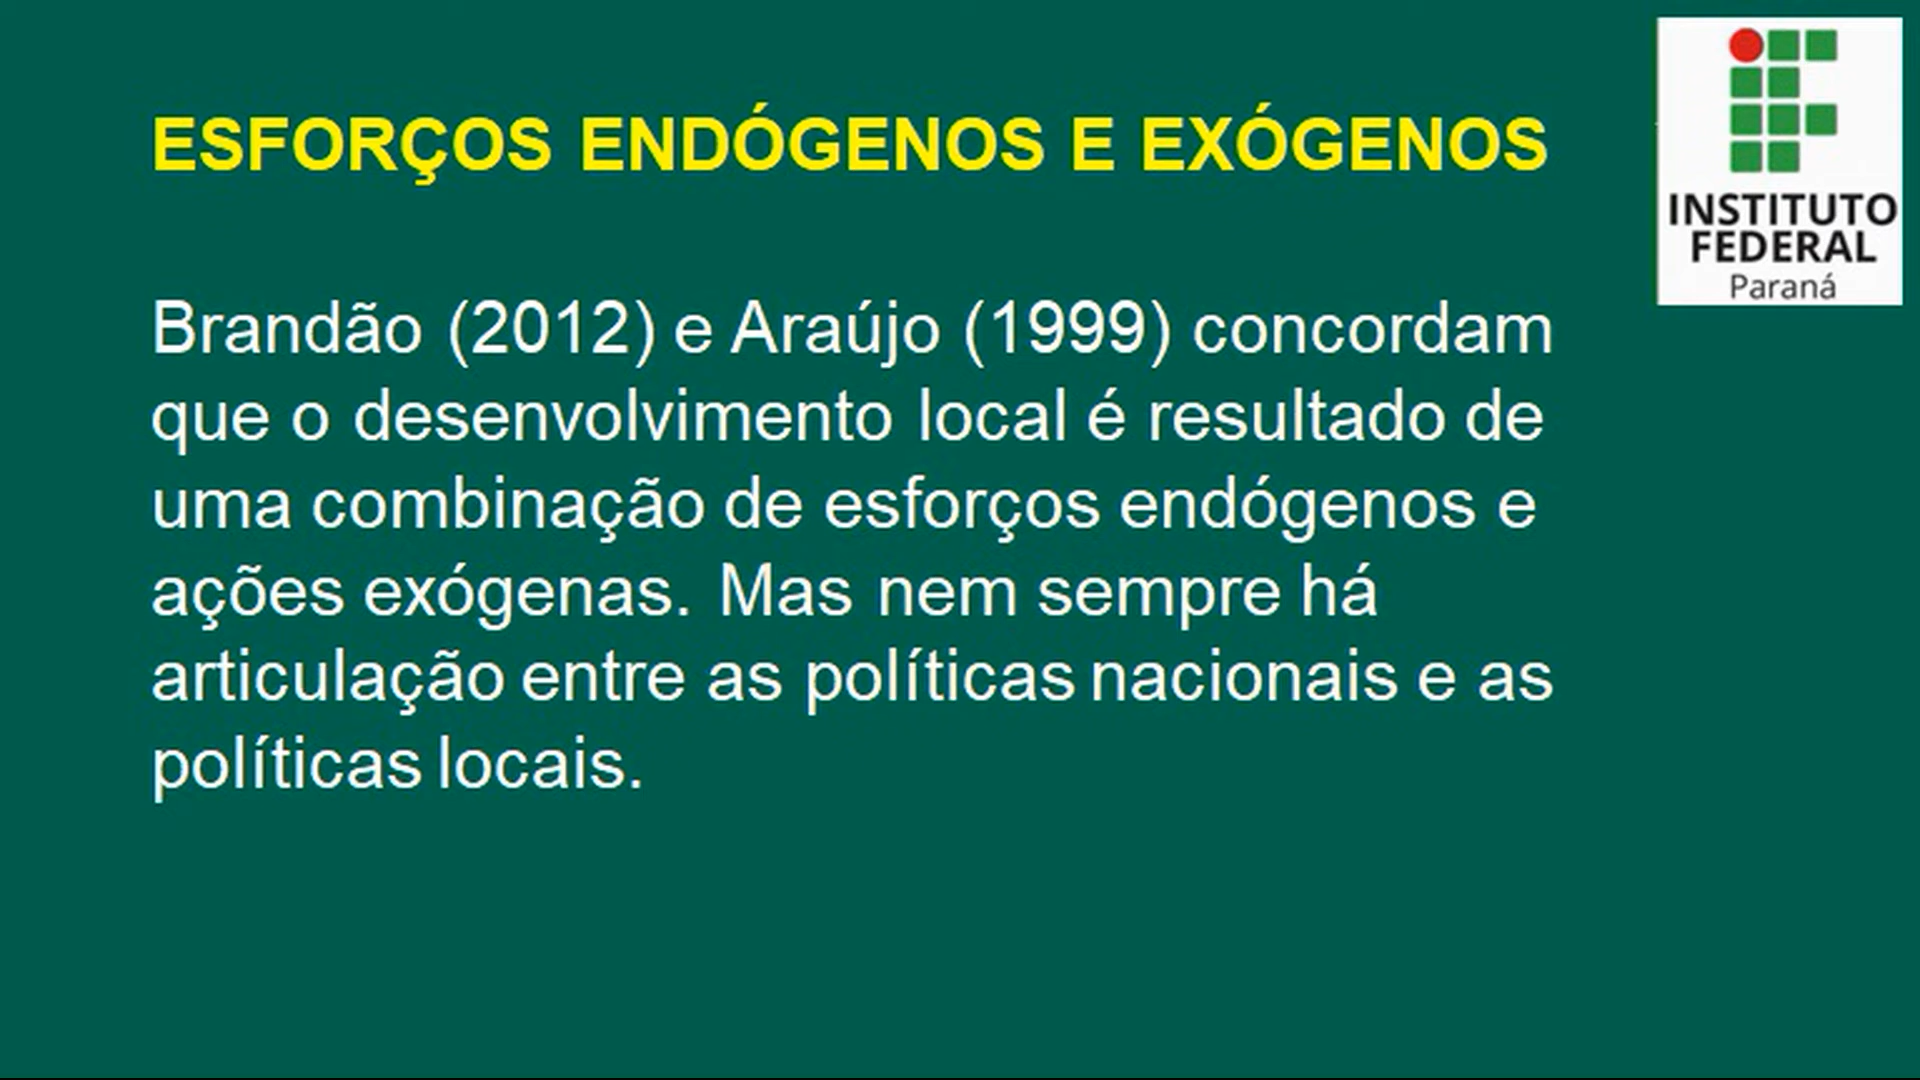 ESFORÇOS ENDÓGENOS E EXÓGENOS
INSTITUTO
FEDERAL
Paraná
Brandão (2012) e Araújo (1999) concordam
que o desenvolvimento local é resultado de
uma combinação de esforços endógenos e
ações exógenas. Mas nem sempre há
articulação entre as políticas nacionais e as
políticas locais.